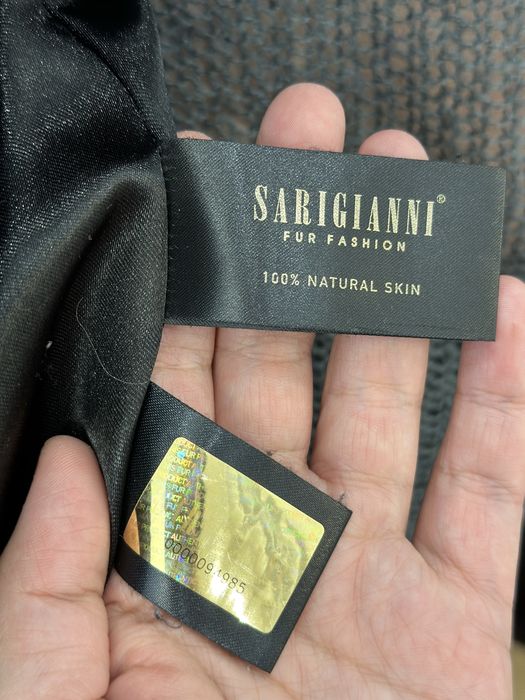 SARIGIANNI®
FUR FASHION
100% NATURAL SKIN
0000091985